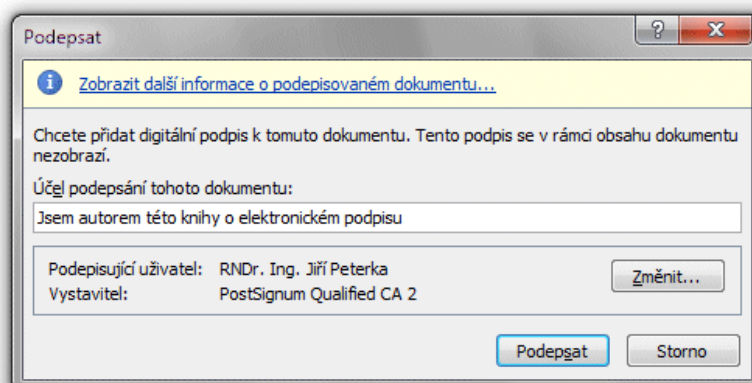 Podepsat
Zobrazit další informace o podepisovaném dokumentu...
Chcete přidat digitální podpis k tomuto dokumentu. Tento podpis se v rámci obsahu dokumentu
nezobrazí.
Účel podepsání tohoto dokumentu:
Jsem autorem této knihy o elektronickém podpisu
Podepisující uživatel: RNDr. Ing. Jiří Peterka
Změnit...
Vystavitel: PostSignum Qualified CA 2
Podepsat Storno